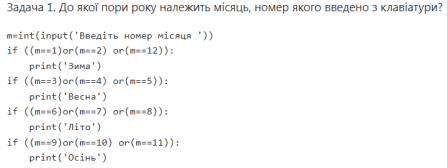 Задача 1. До якої пори року належить місяць, номер якого введено з клавіатури?
m=int(input('Введіть номер місяця '))
if ((m==1)or(m==2) or(m==12)):
    print('Зима')
if ((m==3)or(m==4) or(m==5)):
    print('Весна')
if ((m==6)or(m==7) or(m==8)):
    print('Літо')
if ((m==9)or(m==10) or(m==11)):
    print('Осінь')